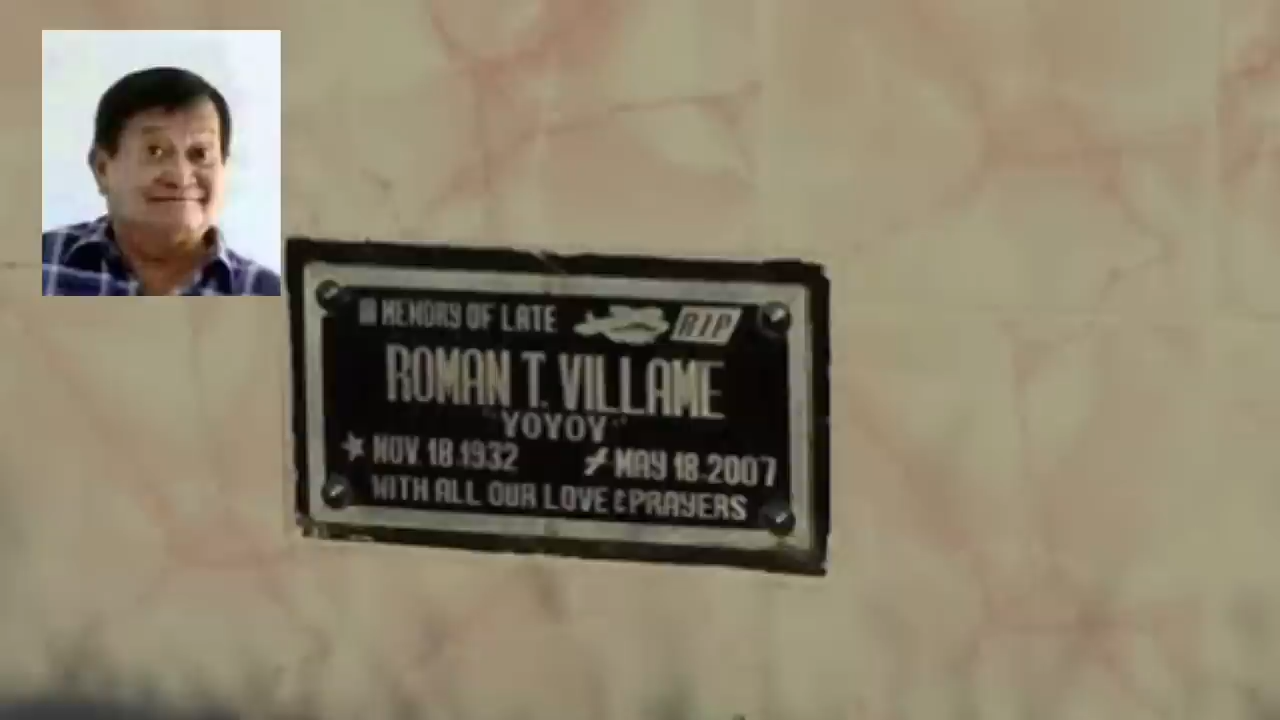 IN MEMORY OF LATE RIP
ROMAN T. VILLAME
"YOYOY"
NOV. 18.1932 MAY 18.2007
WITH ALL OUR LOVE & PRAYERS